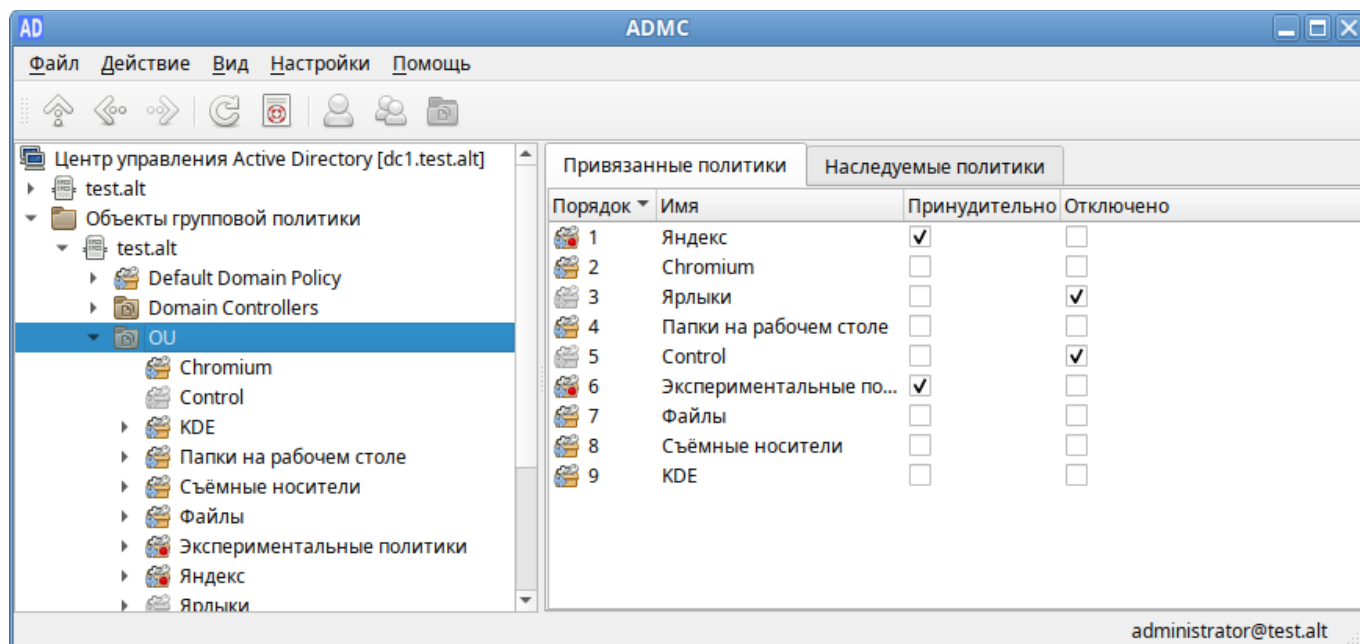 AD ADMC
Файл Действие Вид Настройки Помощь
Центр управления Active Directory [dc1.test.alt]
test.alt
Объекты групповой политики
test.alt
Default Domain Policy
Domain Controllers
OU
Chromium
Control
KDE
Папки на рабочем столе
Съёмные носители
Файлы
Экспериментальные политики
Яндекс
Ярлыки
Привязанные политики Наследуемые политики
Порядок Имя Принудительно Отключено
1 Яндекс
2 Chromium
3 Ярлыки
4 Папки на рабочем столе
5 Control
6 Экспериментальные по...
7 Файлы
8 Съёмные носители
9 KDE
administrator@test.alt